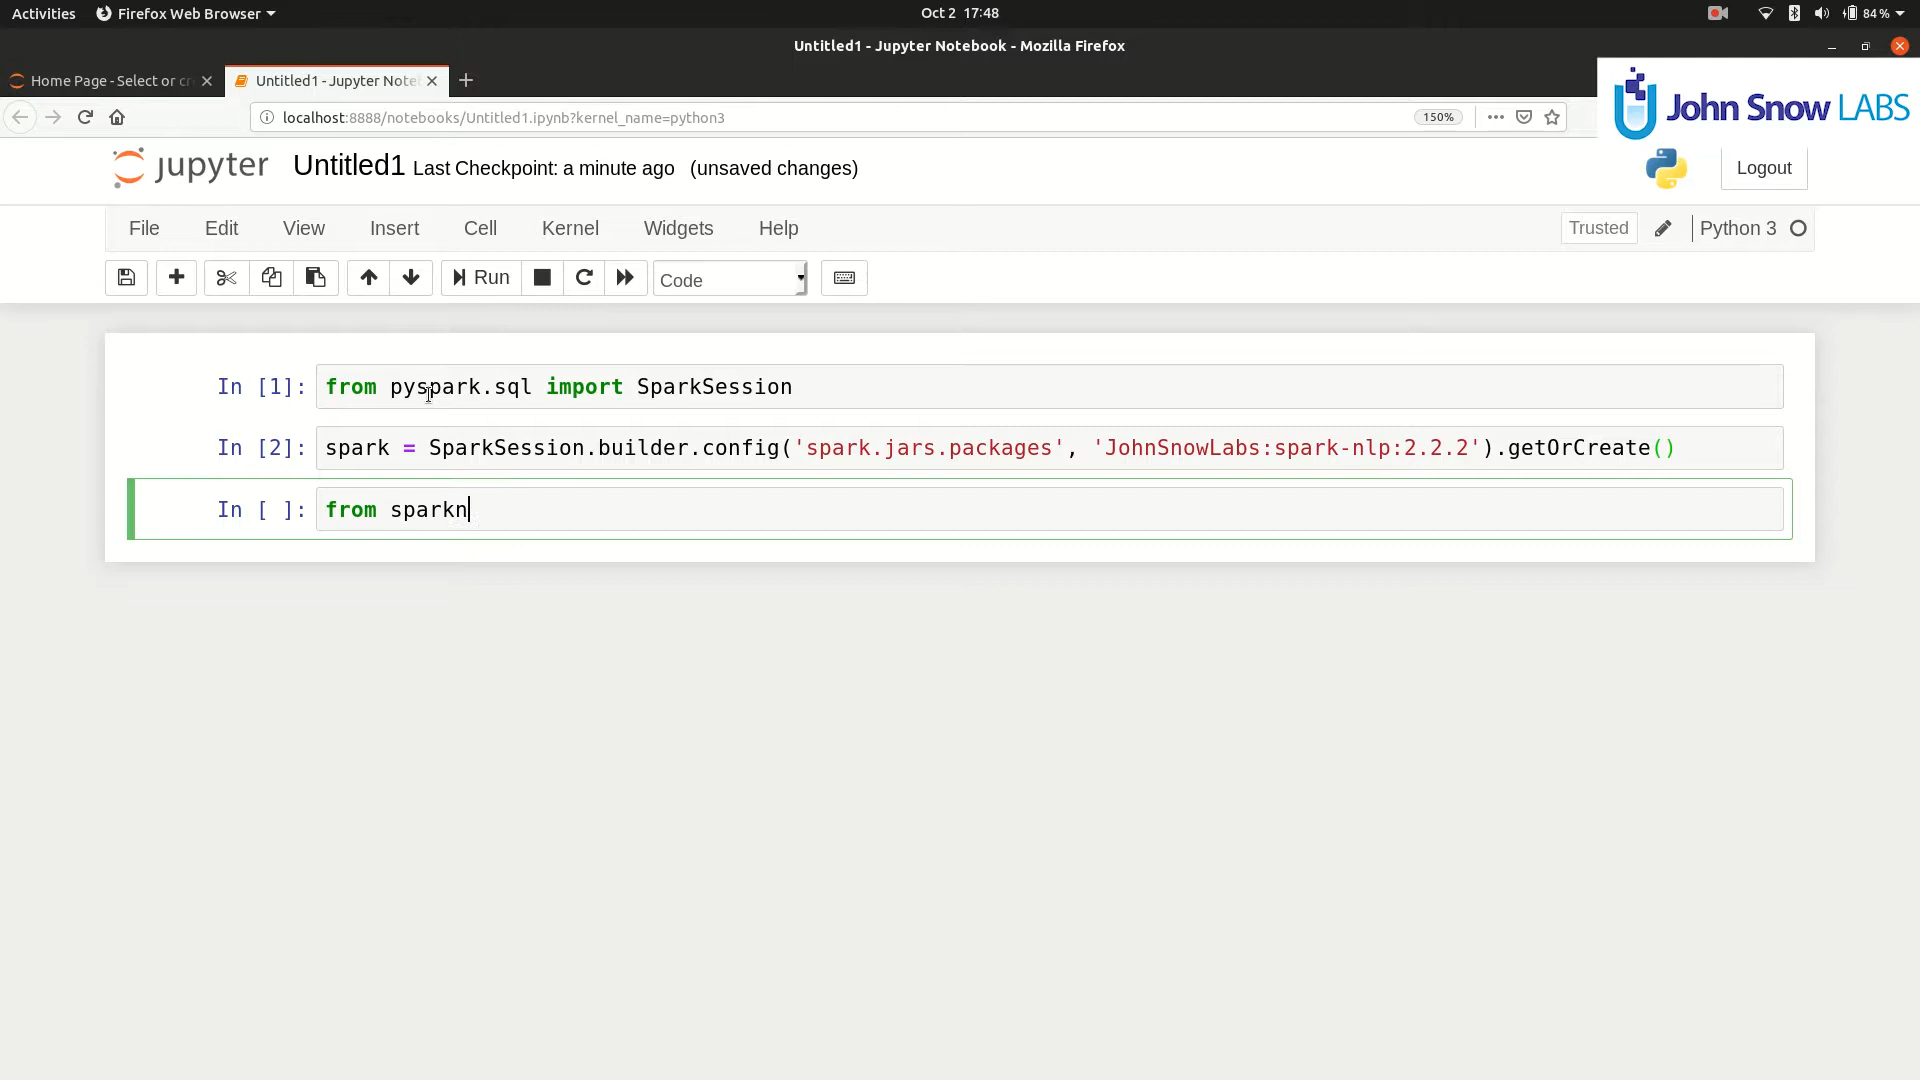 Activities Firefox Web Browser Oct 2 17:48 84%
Untitled1 - Jupyter Notebook - Mozilla Firefox
Home Page - Select or cr Untitled1 - Jupyter Note
localhost:8888/notebooks/Untitled1.ipynb?kernel_name=python3 150%
John Snow LABS
jupyter Untitled1 Last Checkpoint: a minute ago (unsaved changes) Logout
File Edit View Insert Cell Kernel Widgets Help Trusted Python 3
Run Code
In [1]: from pyspark.sql import SparkSession
In [2]: spark = SparkSession.builder.config('spark.jars.packages', 'JohnSnowLabs:spark-nlp:2.2.2').getOrCreate()
In [ ]: from sparkn